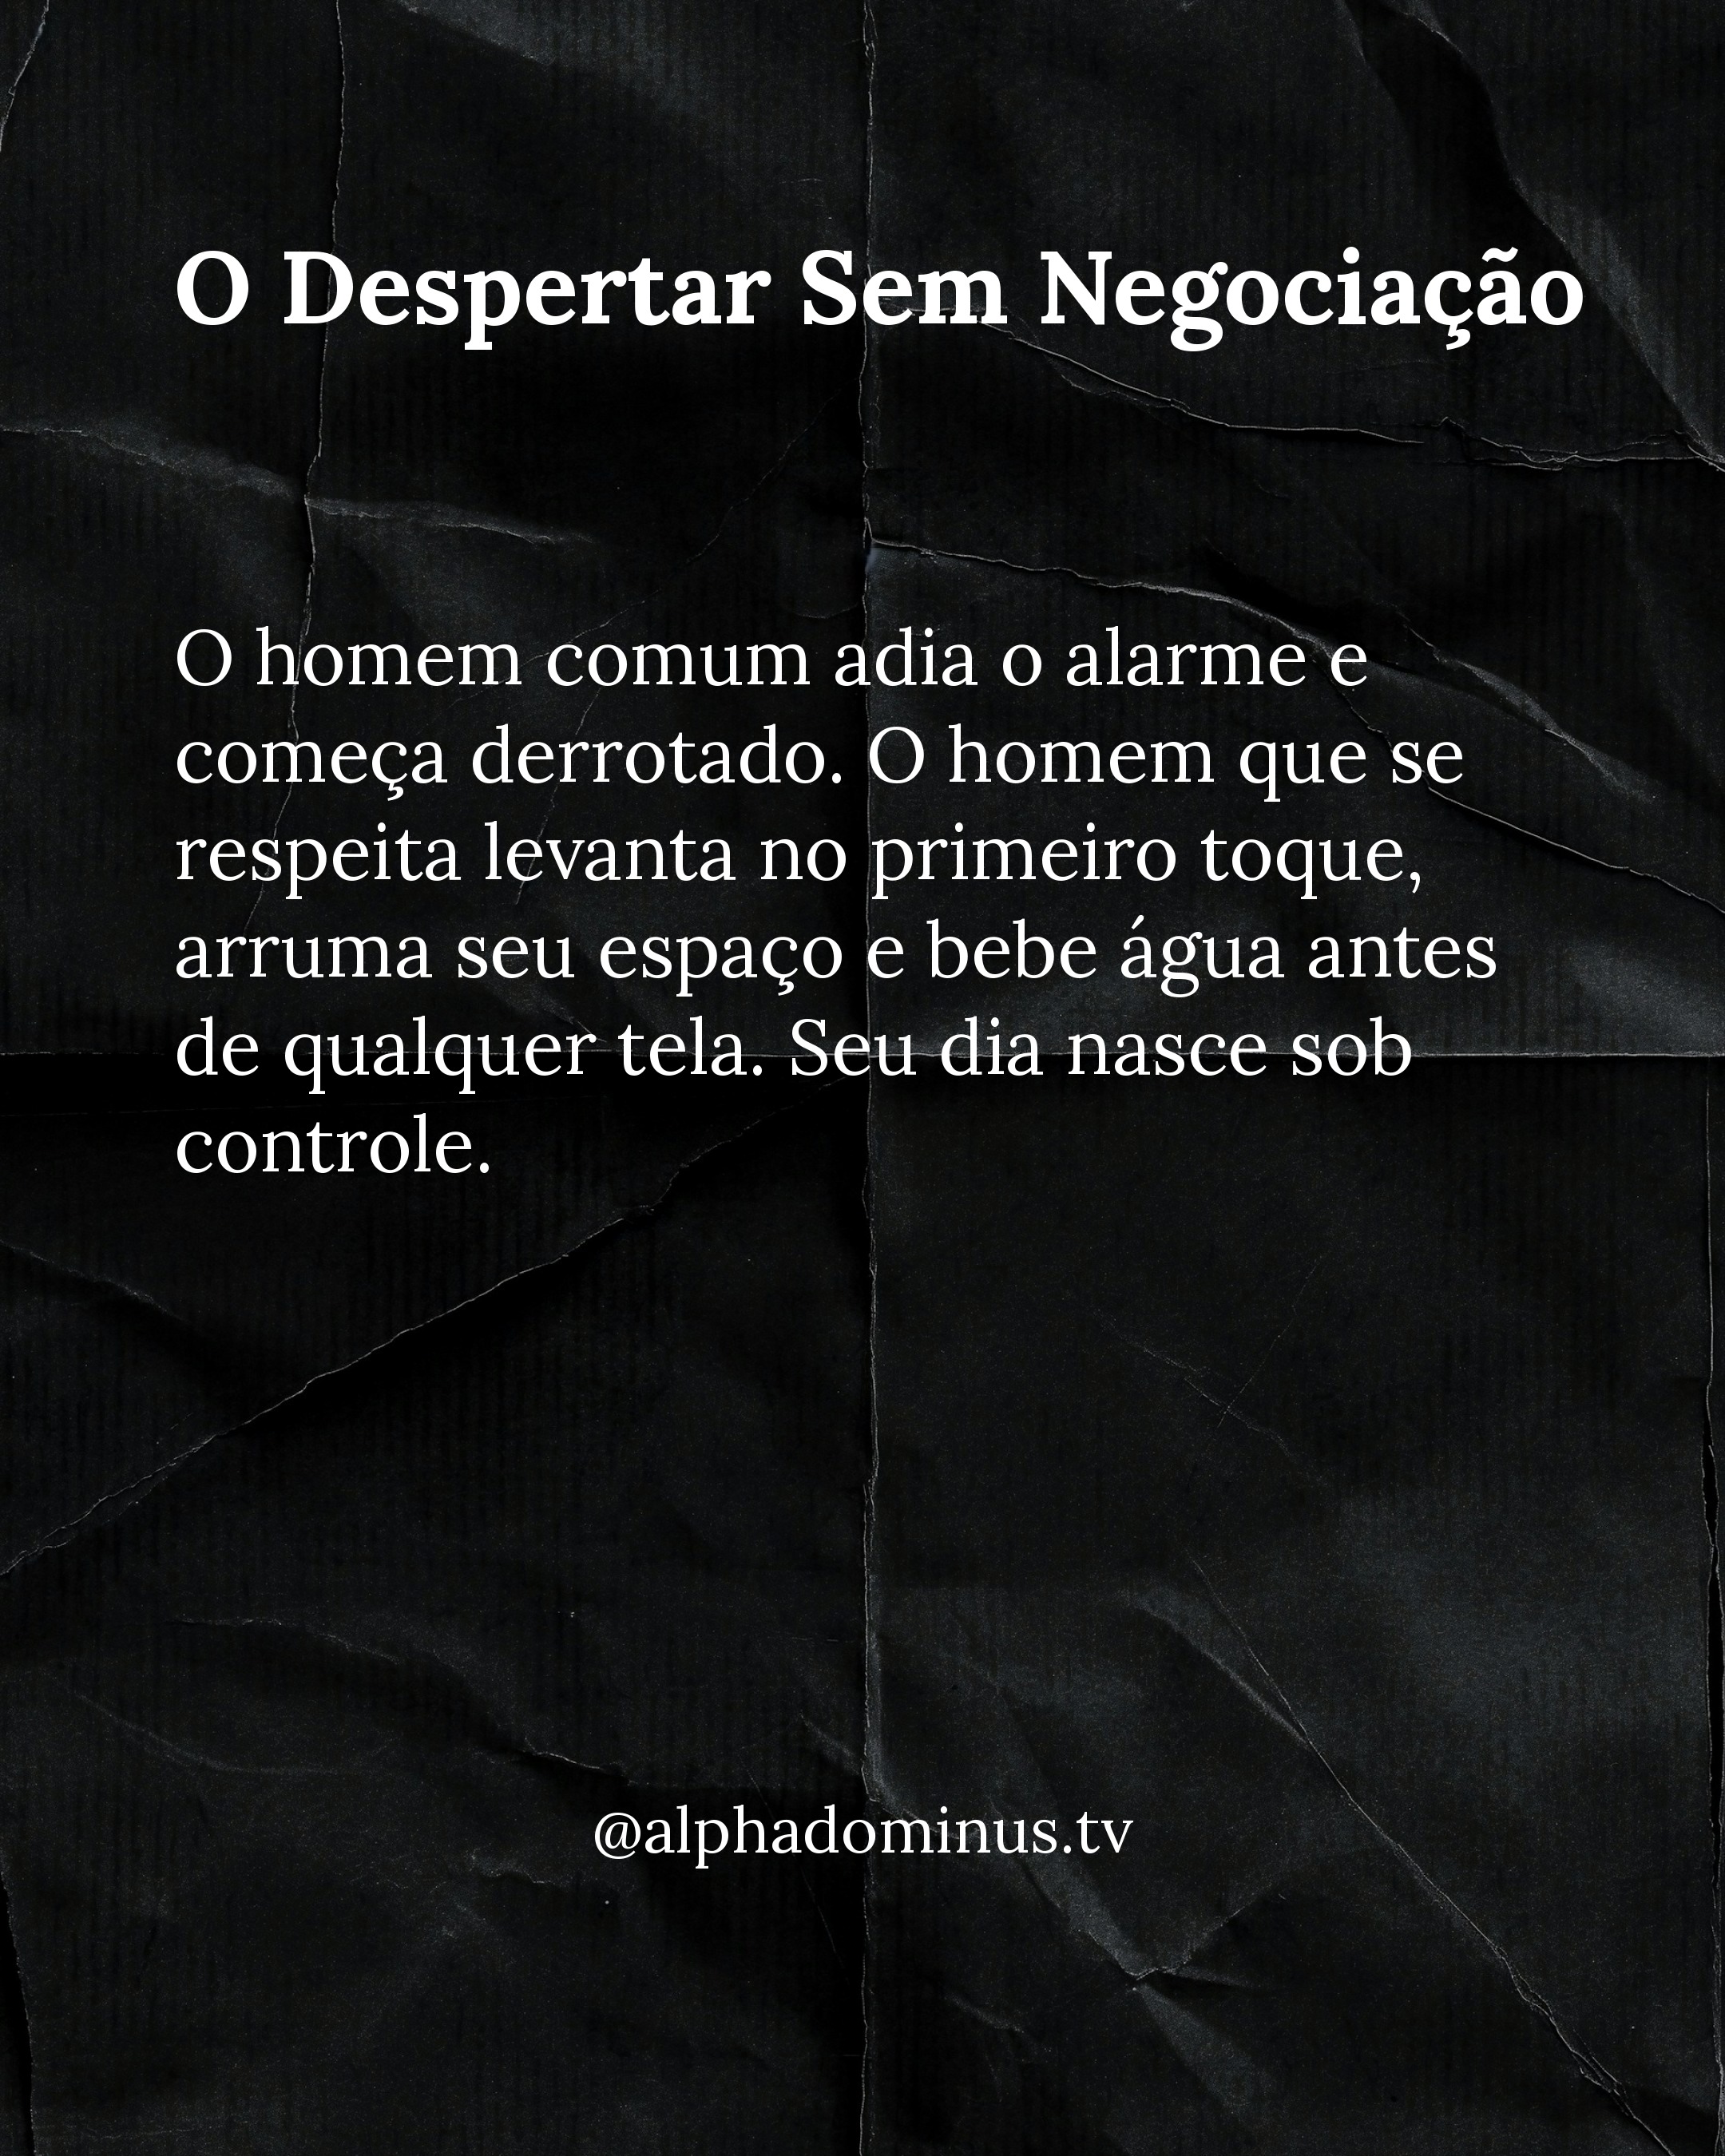 O Despertar Sem Negociação
O homem comum adia o alarme e
começa derrotado. O homem que se
respeita levanta no primeiro toque,
arruma seu espaço e bebe água antes
de qualquer tela. Seu dia nasce sob
controle.
@alphadominus.tv